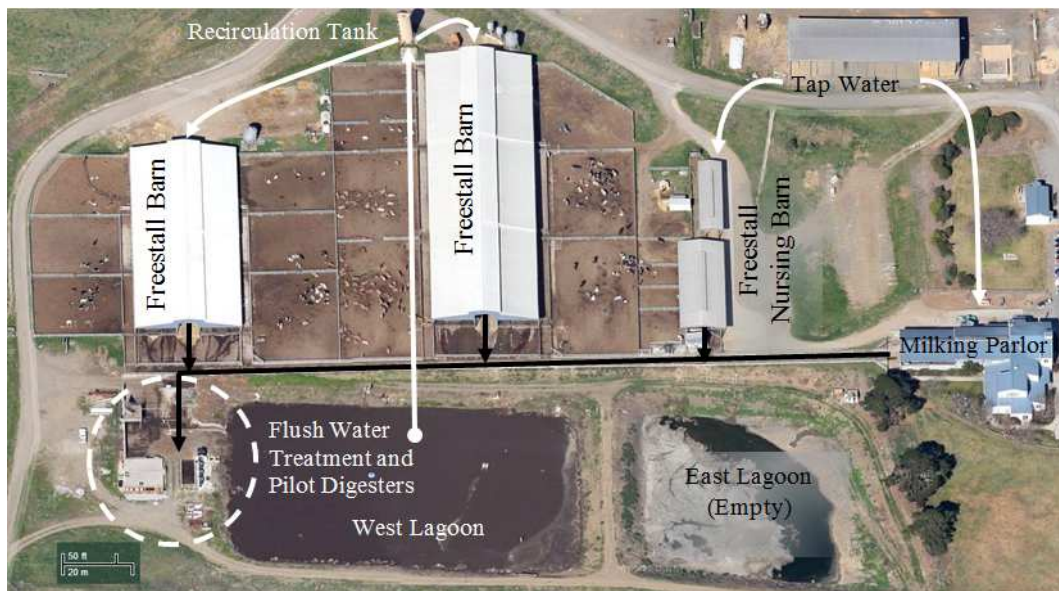 Recirculation Tank
Tap Water
Freestall Barn
Freestall Barn
Freestall
Nursing Barn
Milking Parlor
Flush Water
Treatment and
Pilot Digesters
West Lagoon
East Lagoon
(Empty)
50 ft
20 m